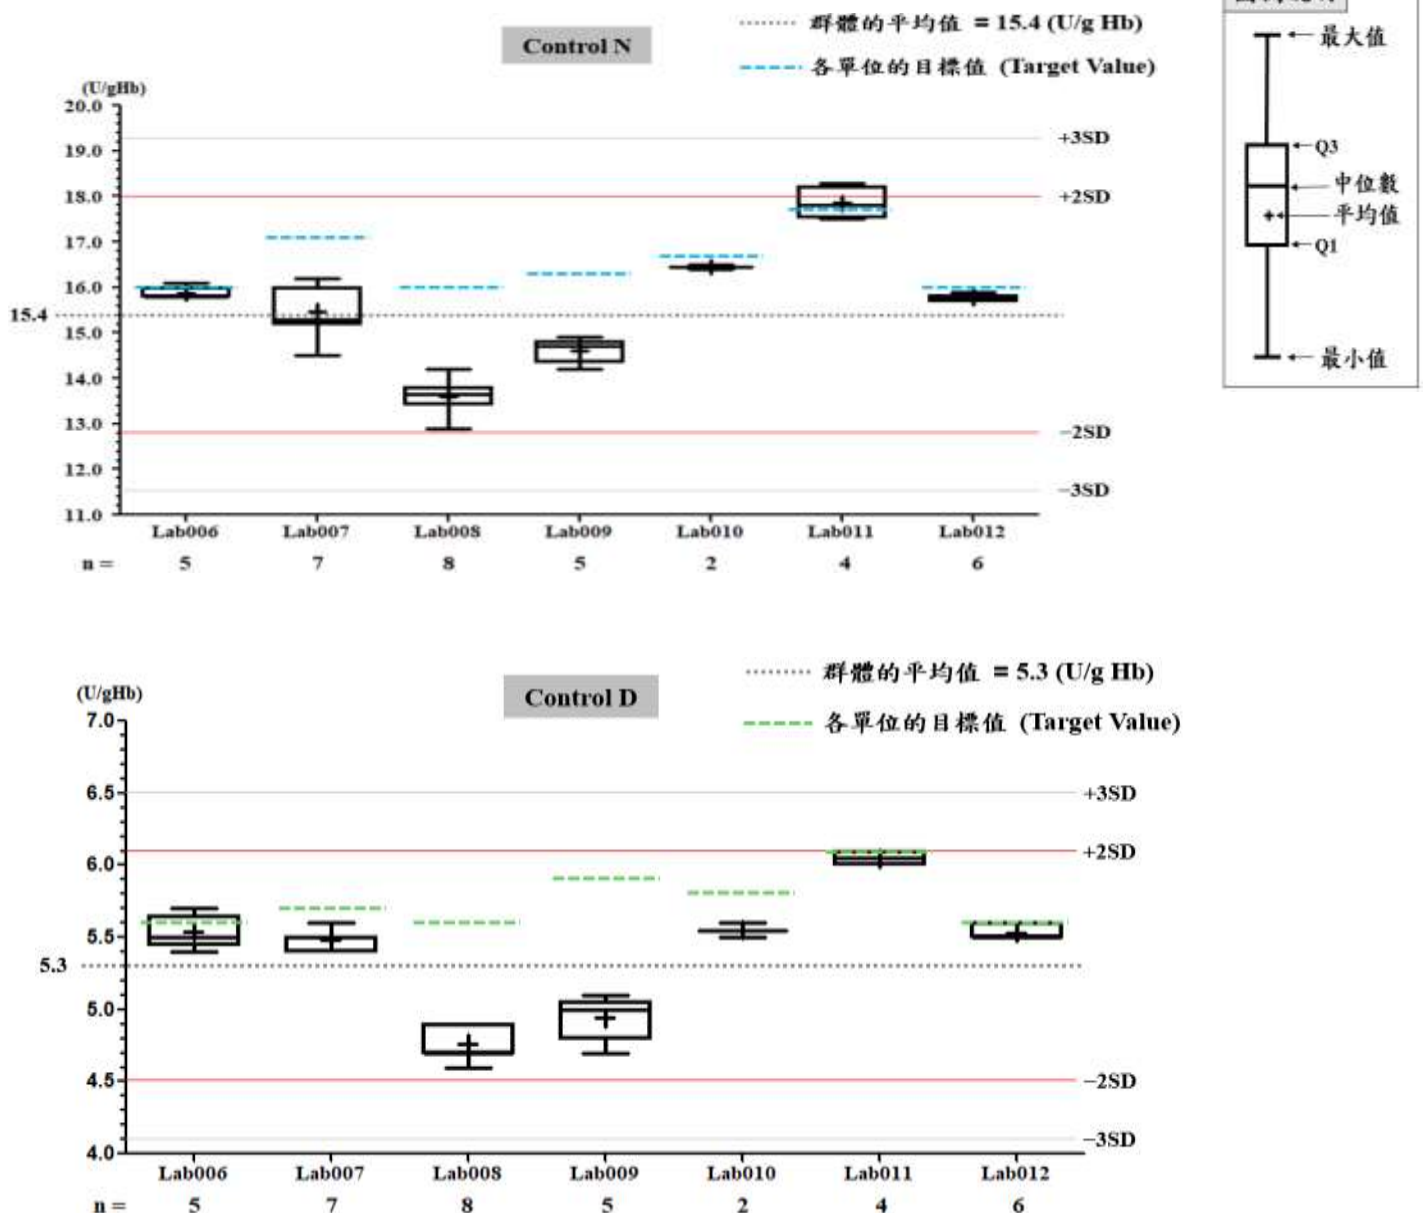 Control N
群體的平均值 = 15.4 (U/g Hb)
各單位的目標值 (Target Value)
(U/gHb)
20.0
19.0
18.0
17.0
16.0
15.4
15.0
14.0
13.0
12.0
11.0
+3SD
+2SD
−2SD
−3SD
Lab006 Lab007 Lab008 Lab009 Lab010 Lab011 Lab012
n = 5 7 8 5 2 4 6
最大值
Q3
中位數
平均值
Q1
最小值
Control D
群體的平均值 = 5.3 (U/g Hb)
各單位的目標值 (Target Value)
(U/gHb)
7.0
6.5
6.0
5.5
5.3
5.0
4.5
4.0
+3SD
+2SD
−2SD
−3SD
Lab006 Lab007 Lab008 Lab009 Lab010 Lab011 Lab012
n = 5 7 8 5 2 4 6